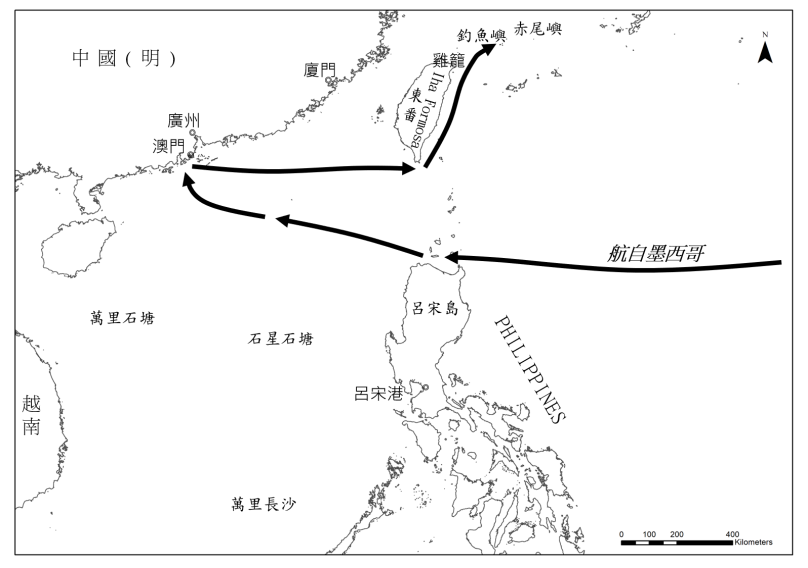 釣魚嶼 赤尾嶼
N
中國(明)
雞籠
廈門
Ilha Formosa
東番
廣州
澳門
航自墨西哥
萬里石塘
呂宋島
石星石塘
PHILIPPINES
呂宋港
越南
萬里長沙
0 100 200 400
Kilometers